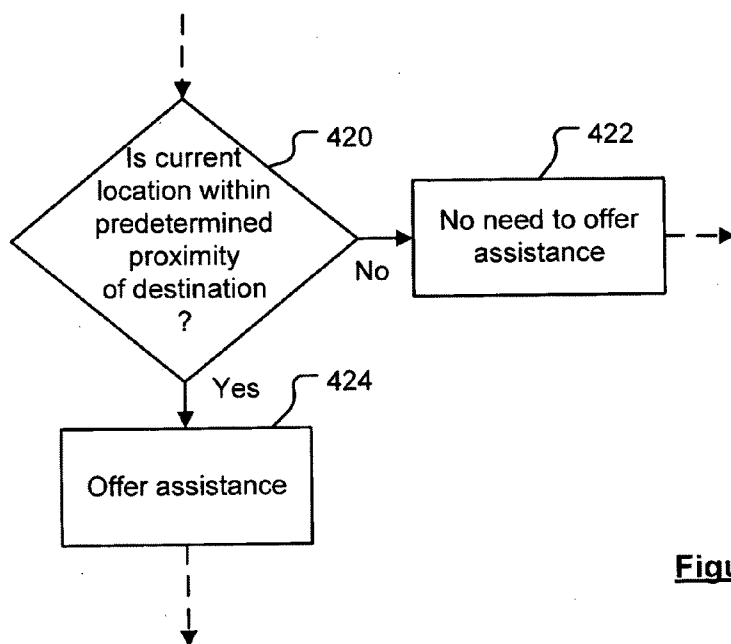 Is current
location within
predetermined
proximity
of destination
?
420
No
422
No need to offer
assistance
Yes
424
Offer assistance